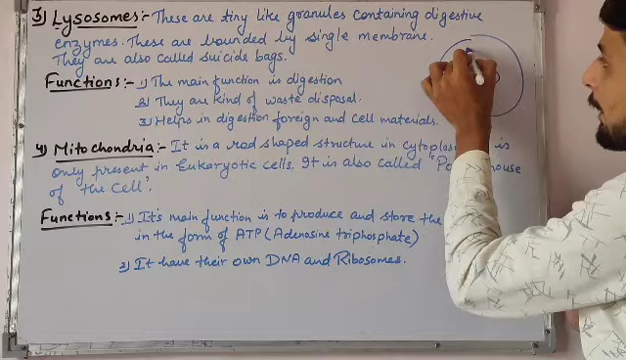 3) Lysosomes:- These are tiny like granules containing digestive
enzymes. These are bounded by single membrane.
They are also called suicide bags.
Functions:- 1) The main function is digestion
2) They are kind of waste disposal.
3) Helps in digestion foreign and cell materials.
4) Mitochondria:- It is a rod shaped structure in is
only present in Eukaryotic cells. It is also called house
of the Cell".
Functions:- 1) It's main function is to produce and store the
in the form of ATP (Adenosine triphosphate)
2) It have their own DNA and Ribosomes.